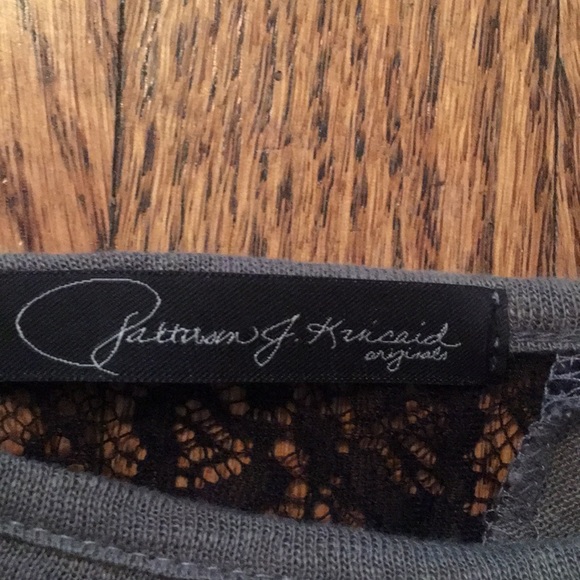 Patterson J. Kincaid
originals